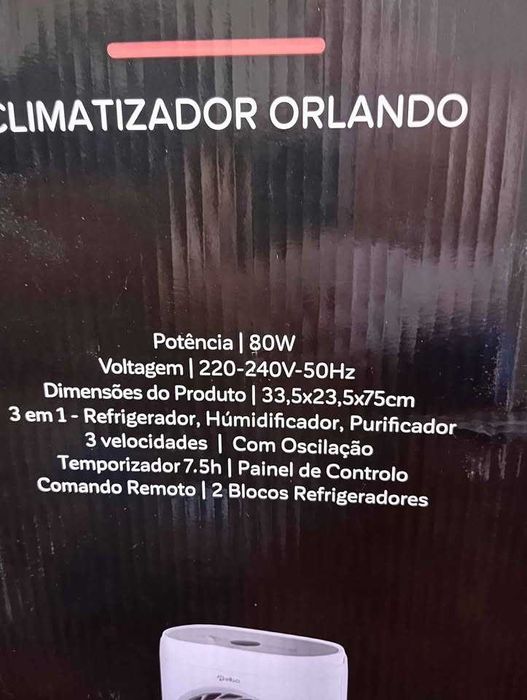 CLIMATIZADOR ORLANDO
Potência | 80W
Voltagem | 220-240V-50Hz
Dimensões do Produto | 33,5x23,5x75cm
3 em 1 - Refrigerador, Húmidificador, Purificador
3 velocidades | Com Oscilação
Temporizador 7.5h | Painel de Controlo
Comando Remoto | 2 Blocos Refrigeradores